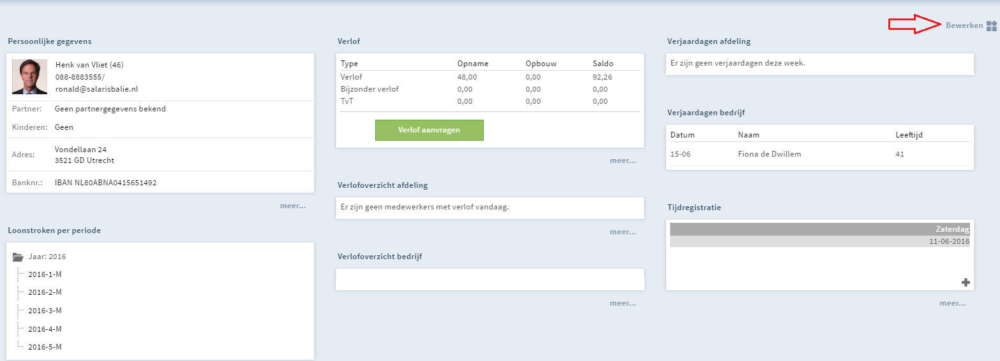 Bewerken
Persoonlijke gegevens
Henk van Vliet (46)
088-8883555/
ronald@salarisbalie.nl
Partner: Geen partnergegevens bekend
Kinderen: Geen
Adres: Vondellaan 24
3521 GD Utrecht
Banknr.: IBAN NL80ABNA0415651492
meer...
Loonstroken per periode
Jaar: 2016
2016-1-M
2016-2-M
2016-3-M
2016-4-M
2016-5-M
Verlof
Type Opname Opbouw Saldo
Verlof 48,00 0,00 92,26
Bijzonder verlof 0,00 0,00 0,00
TvT 0,00 0,00 0,00
Verlof aanvragen
meer...
Verlofoverzicht afdeling
Er zijn geen medewerkers met verlof vandaag.
meer...
Verlofoverzicht bedrijf
meer...
Verjaardagen afdeling
Er zijn geen verjaardagen deze week.
Verjaardagen bedrijf
Datum Naam Leeftijd
15-06 Fiona de Dwillem 41
Tijdregistratie
Zaterdag
11-06-2016
meer...